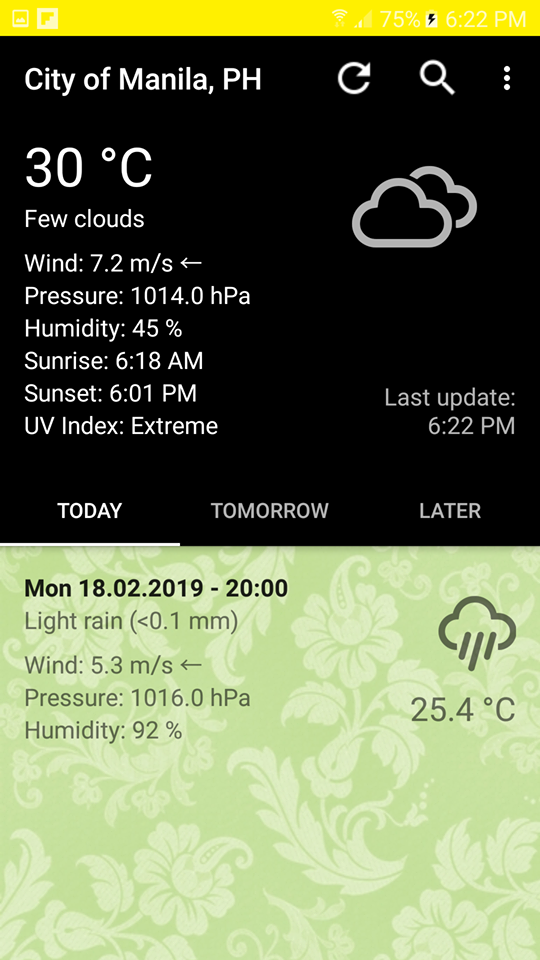 75% 6:22 PM
City of Manila, PH
30 °C
Few clouds
Wind: 7.2 m/s ←
Pressure: 1014.0 hPa
Humidity: 45 %
Sunrise: 6:18 AM
Sunset: 6:01 PM
UV Index: Extreme
Last update:
6:22 PM
TODAY TOMORROW LATER
Mon 18.02.2019 - 20:00
Light rain (<0.1 mm)
Wind: 5.3 m/s ←
Pressure: 1016.0 hPa
Humidity: 92 %
25.4 °C